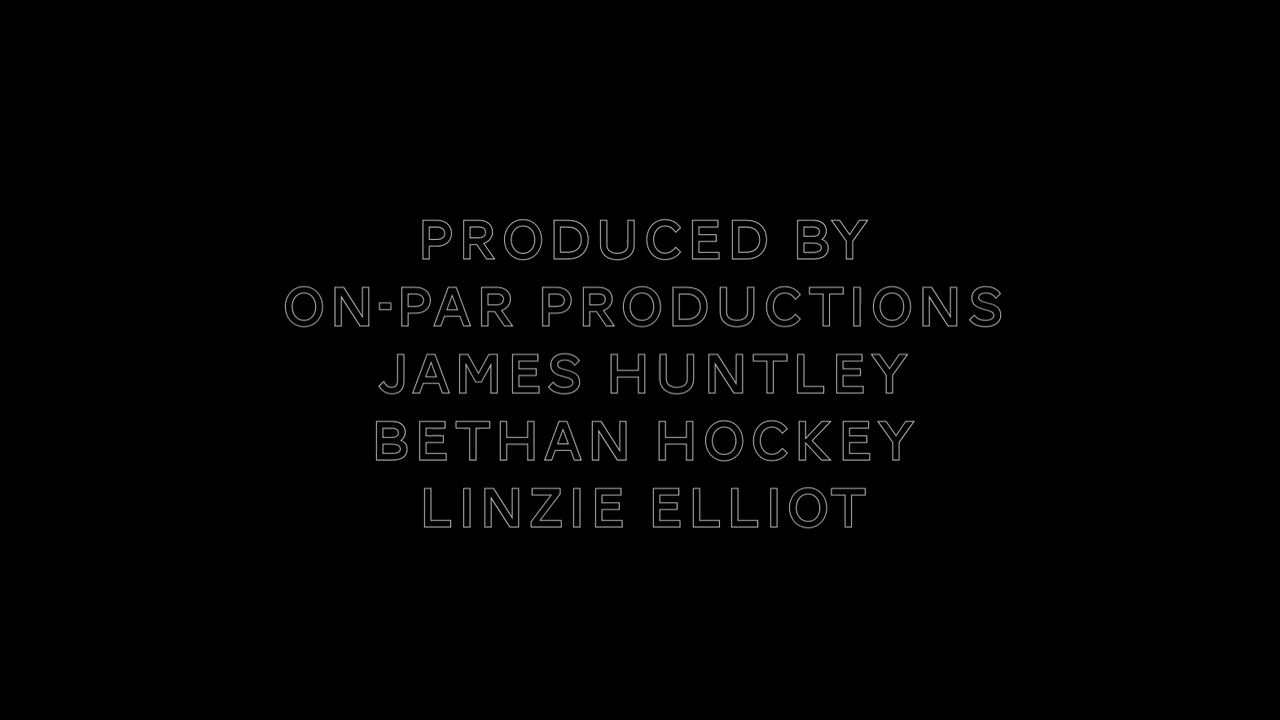 PRODUCED BY
ON-PAR PRODUCTIONS
JAMES HUNTLEY
BETHAN HOCKEY
LINZIE ELLIOT